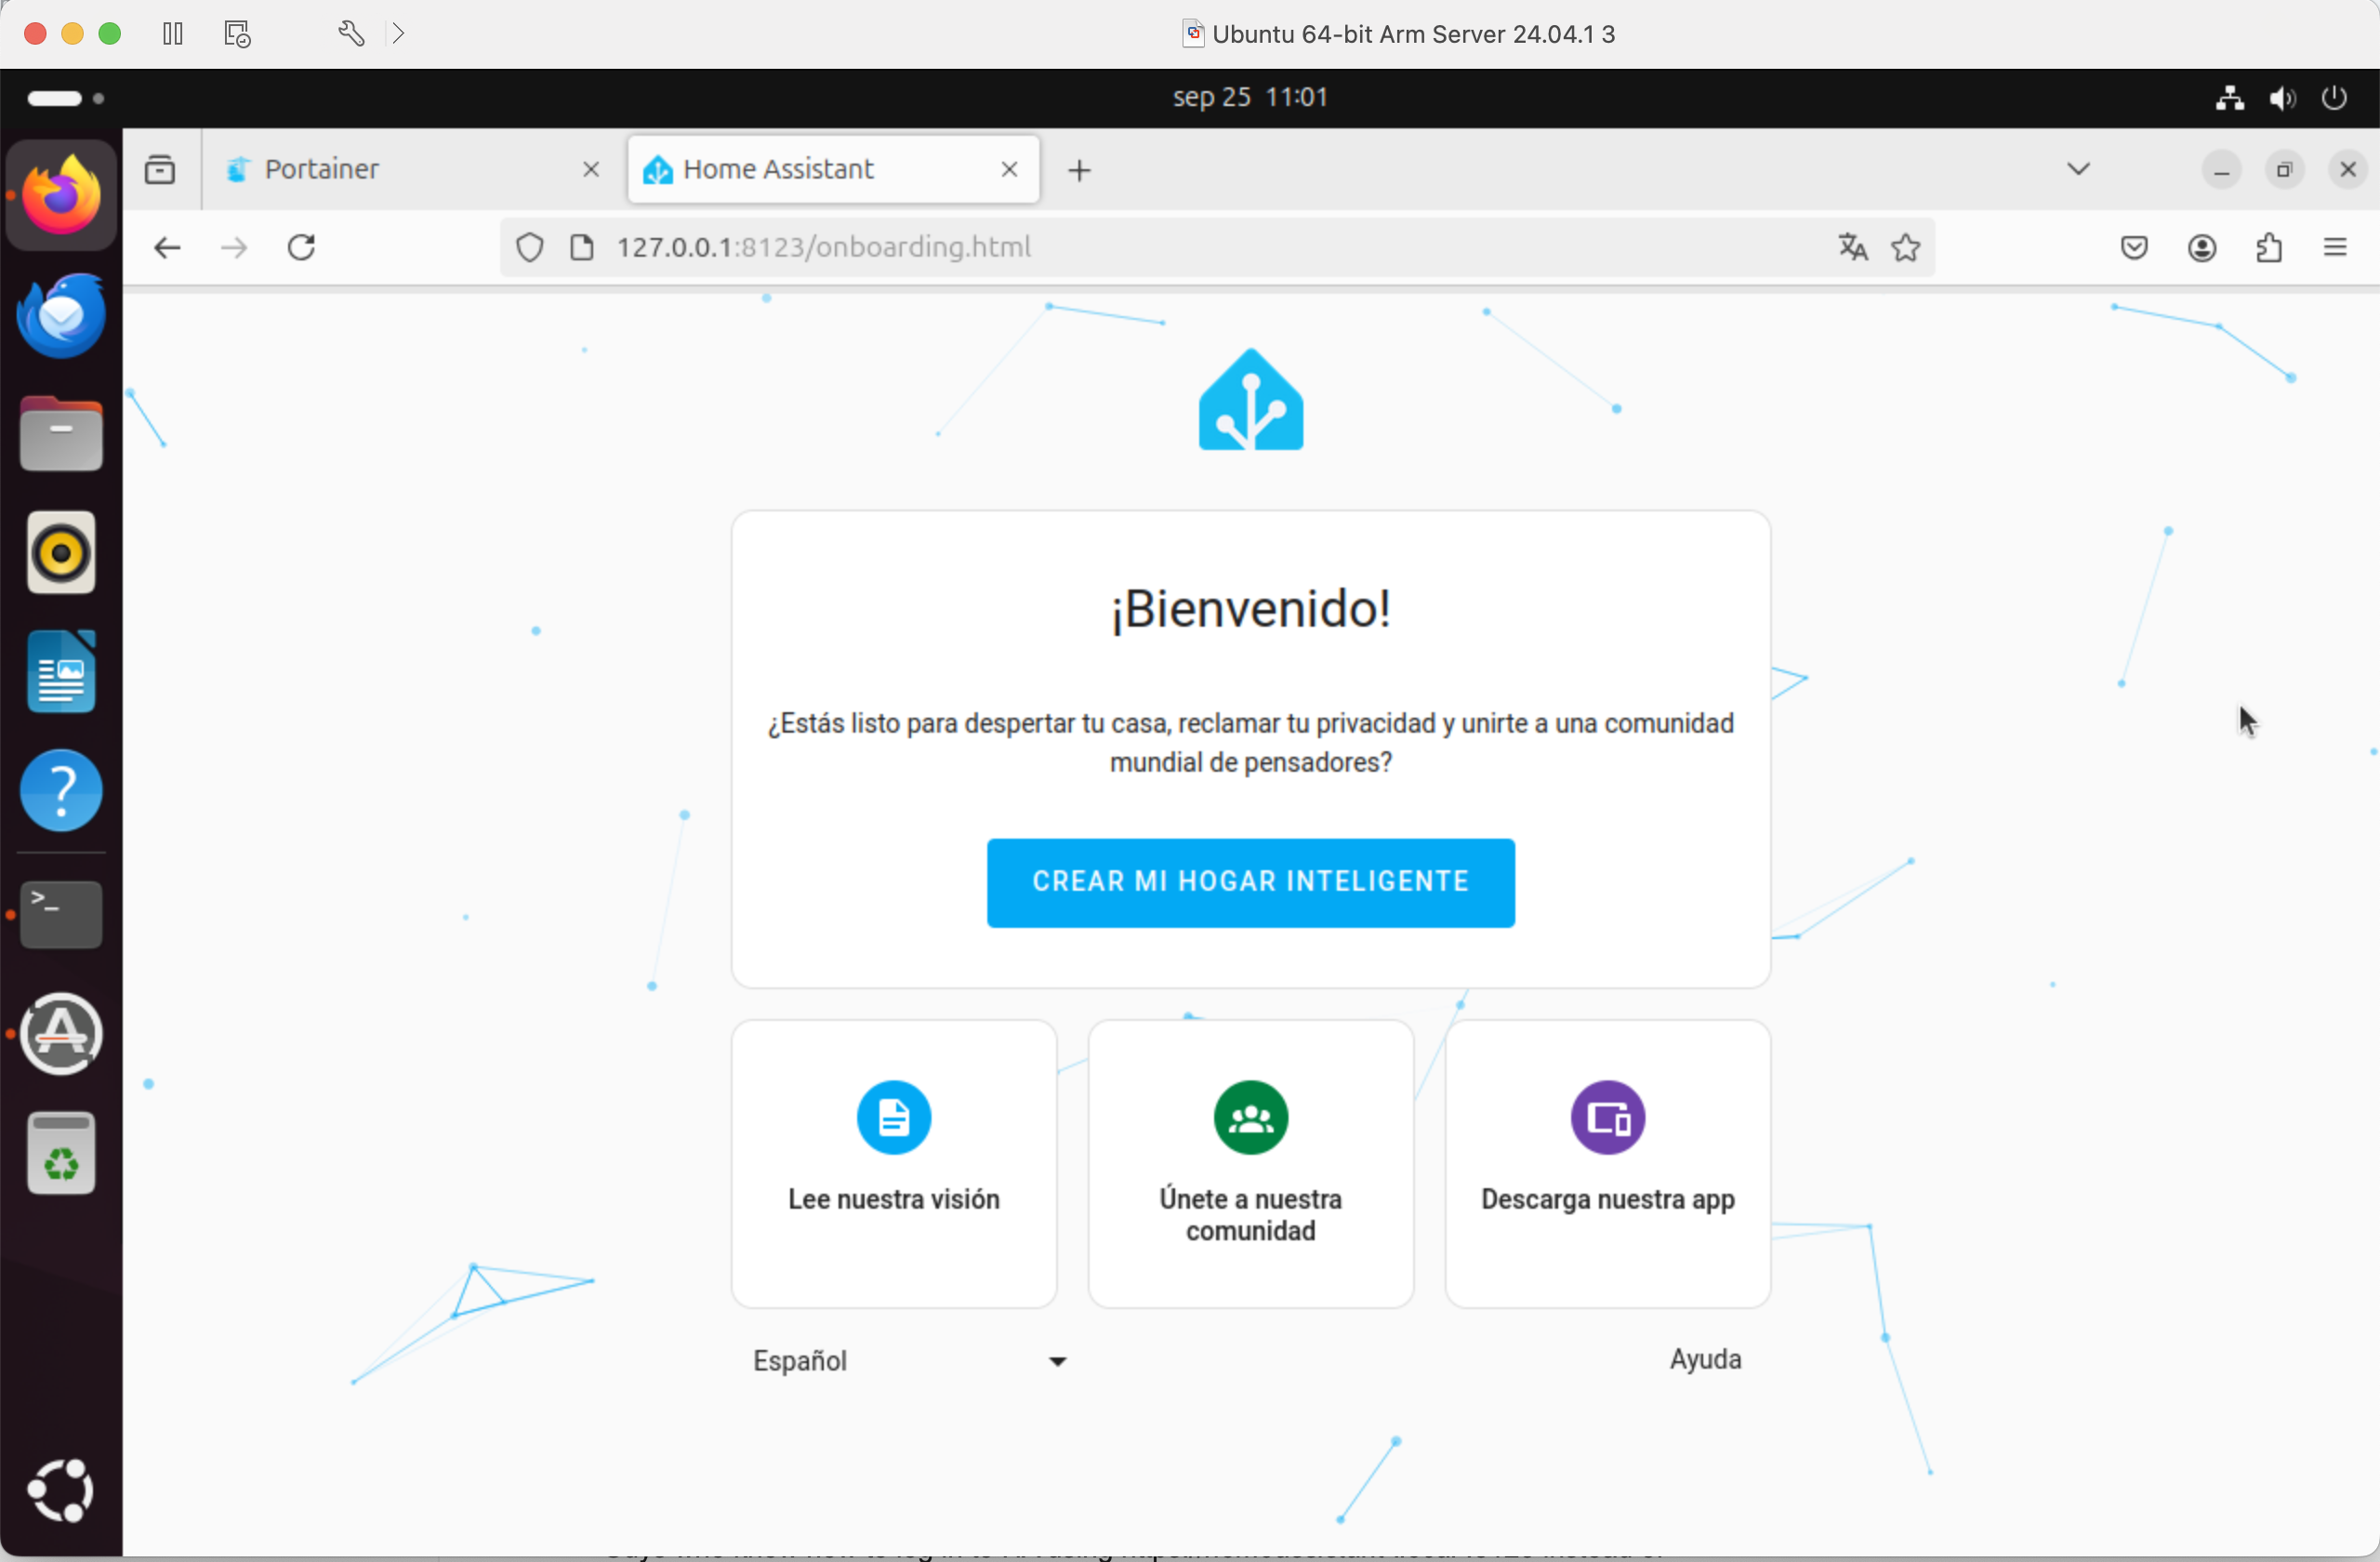 Ubuntu 64-bit Arm Server 24.04.1 3
sep 25 11:01
Portainer
Home Assistant
127.0.0.1:8123/onboarding.html
¡Bienvenido!
¿Estás listo para despertar tu casa, reclamar tu privacidad y unirte a una comunidad
mundial de pensadores?
CREAR MI HOGAR INTELIGENTE
Lee nuestra visión
Únete a nuestra
comunidad
Descarga nuestra app
Español
Ayuda